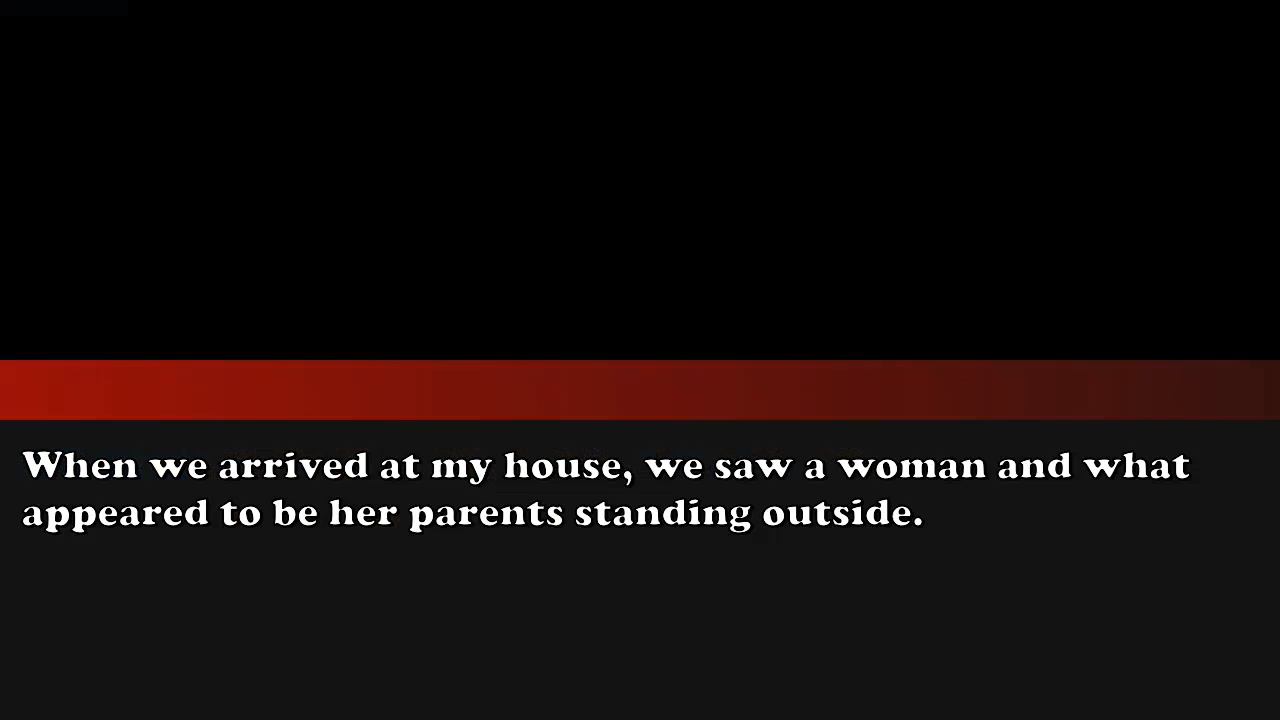 When we arrived at my house, we saw a woman and what
appeared to be her parents standing outside.